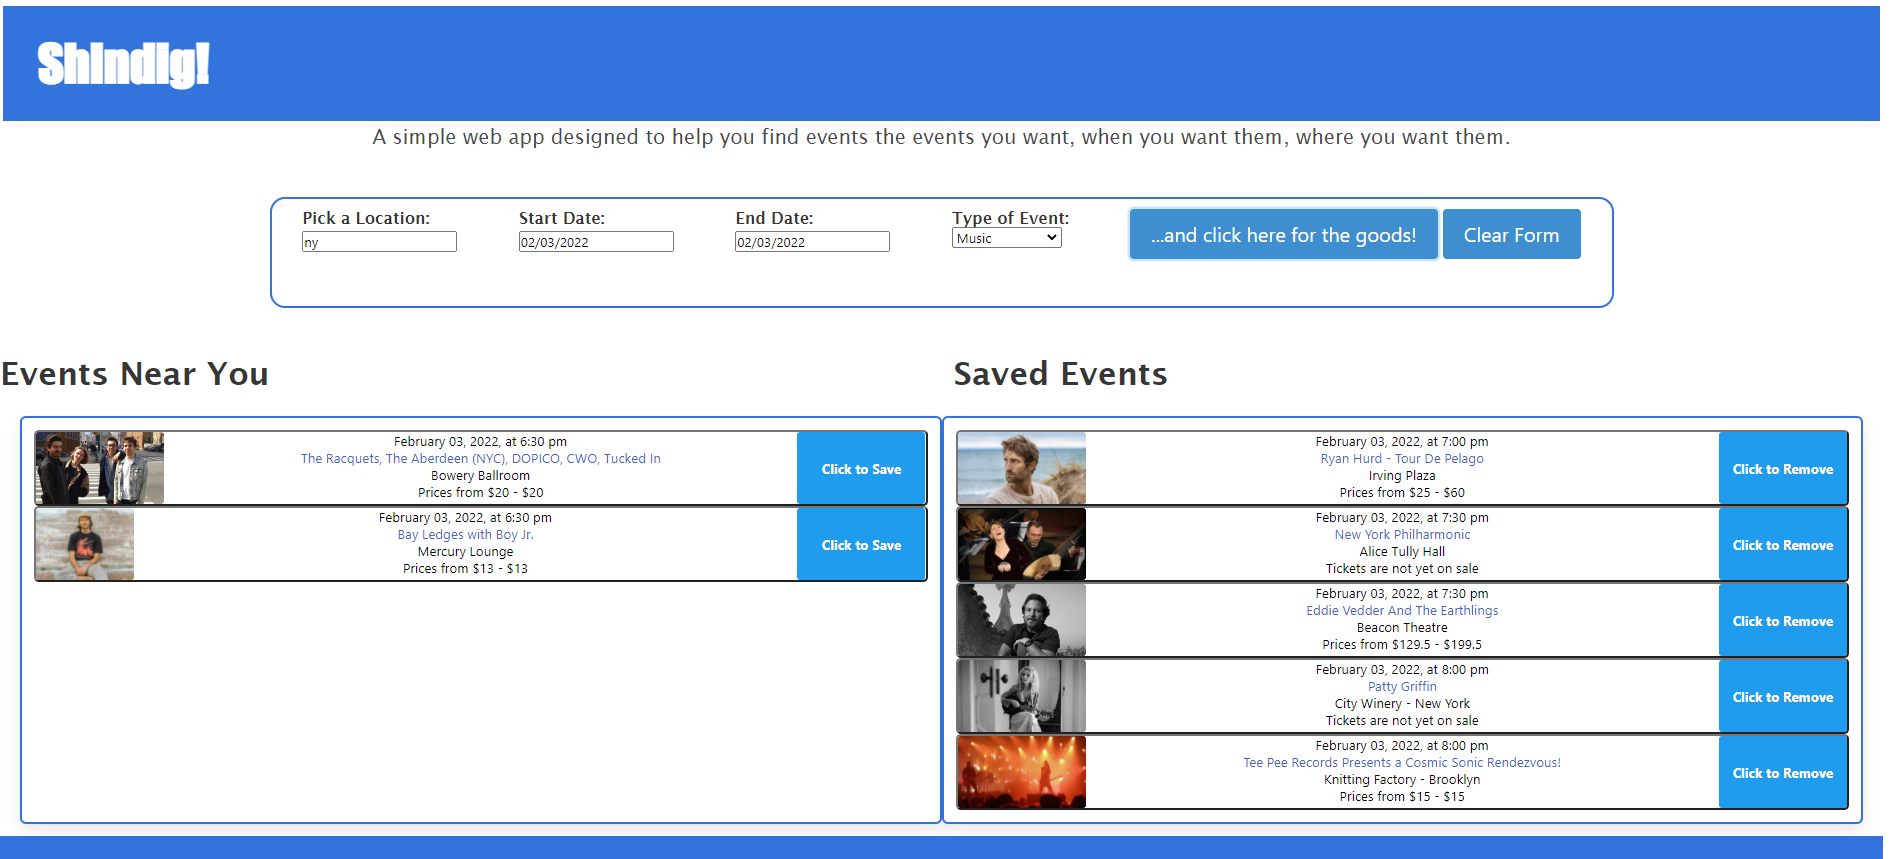 Shindig!
A simple web app designed to help you find events the events you want, when you want them, where you want them.
Pick a Location:
ny
Start Date:
02/03/2022
End Date:
02/03/2022
Type of Event:
Music
...and click here for the goods!
Clear Form
Events Near You
February 03, 2022, at 6:30 pm
The Racquets, The Aberdeen (NYC), DOPICO, CWO, Tucked In
Bowery Ballroom
Prices from $20 - $20
Click to Save
February 03, 2022, at 6:30 pm
Bay Ledges with Boy Jr.
Mercury Lounge
Prices from $13 - $13
Click to Save
Saved Events
February 03, 2022, at 7:00 pm
Ryan Hurd - Tour De Pelago
Irving Plaza
Prices from $25 - $60
Click to Remove
February 03, 2022, at 7:30 pm
New York Philharmonic
Alice Tully Hall
Tickets are not yet on sale
Click to Remove
February 03, 2022, at 7:30 pm
Eddie Vedder And The Earthlings
Beacon Theatre
Prices from $129.5 - $199.5
Click to Remove
February 03, 2022, at 8:00 pm
Patty Griffin
City Winery - New York
Tickets are not yet on sale
Click to Remove
February 03, 2022, at 8:00 pm
Tee Pee Records Presents a Cosmic Sonic Rendezvous!
Knitting Factory - Brooklyn
Prices from $15 - $15
Click to Remove